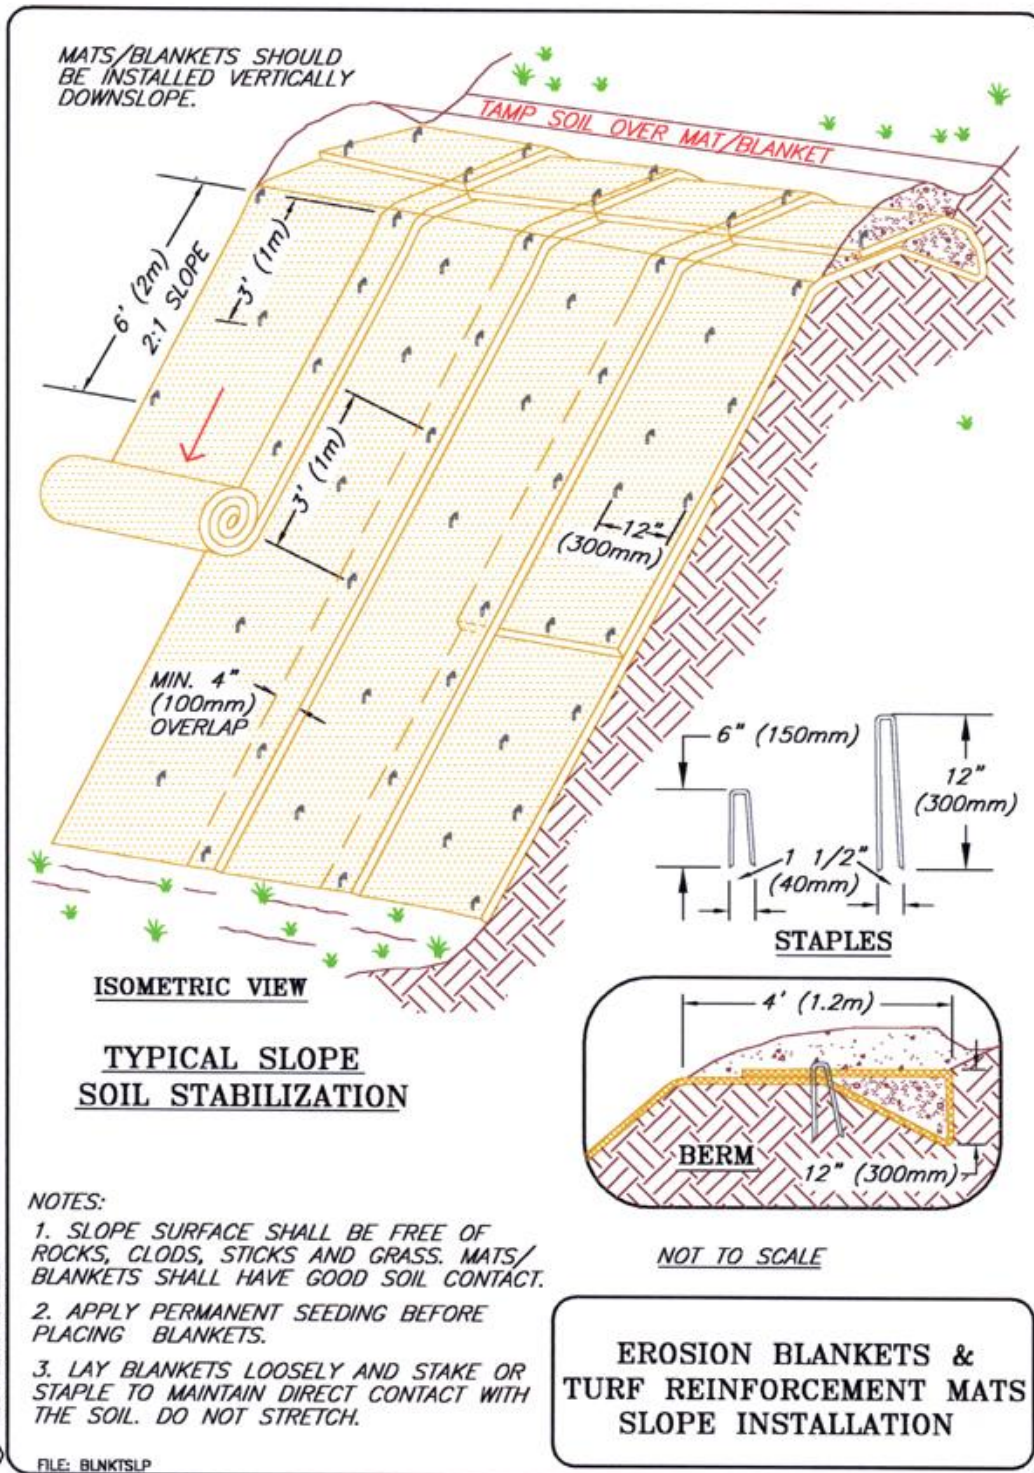 MATS/BLANKETS SHOULD
BE INSTALLED VERTICALLY
DOWNSLOPE.
TAMP SOIL OVER MAT/BLANKET
6' (2m)
2:1 SLOPE
3' (1m)
3' (1m)
12"
(300mm)
MIN. 4"
(100mm)
OVERLAP
6" (150mm)
12"
(300mm)
1 1/2"
(40mm)
STAPLES
ISOMETRIC VIEW
TYPICAL SLOPE
SOIL STABILIZATION
4' (1.2m)
BERM
12" (300mm)
NOT TO SCALE
NOTES:
1. SLOPE SURFACE SHALL BE FREE OF
ROCKS, CLODS, STICKS AND GRASS. MATS/
BLANKETS SHALL HAVE GOOD SOIL CONTACT.
2. APPLY PERMANENT SEEDING BEFORE
PLACING BLANKETS.
3. LAY BLANKETS LOOSELY AND STAKE OR
STAPLE TO MAINTAIN DIRECT CONTACT WITH
THE SOIL. DO NOT STRETCH.
EROSION BLANKETS &
TURF REINFORCEMENT MATS
SLOPE INSTALLATION
FILE: BLNKTSLP